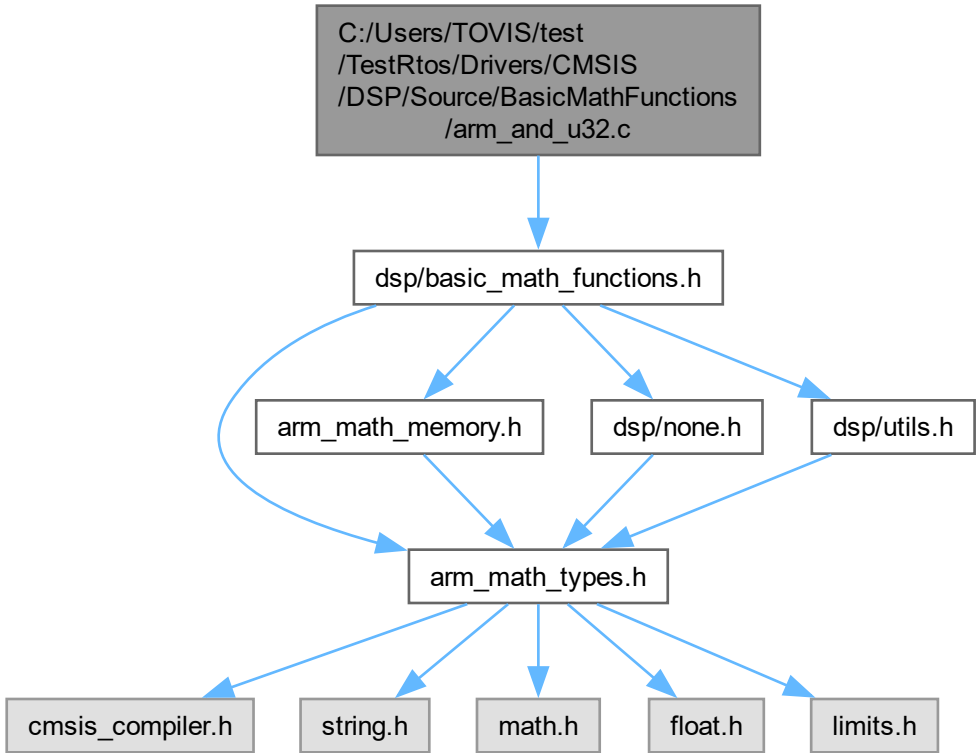 C:/Users/TOVIS/test
/TestRtos/Drivers/CMSIS
/DSP/Source/BasicMathFunctions
/arm_and_u32.c
dsp/basic_math_functions.h
arm_math_memory.h
dsp/none.h
dsp/utils.h
arm_math_types.h
cmsis_compiler.h
string.h
math.h
float.h
limits.h